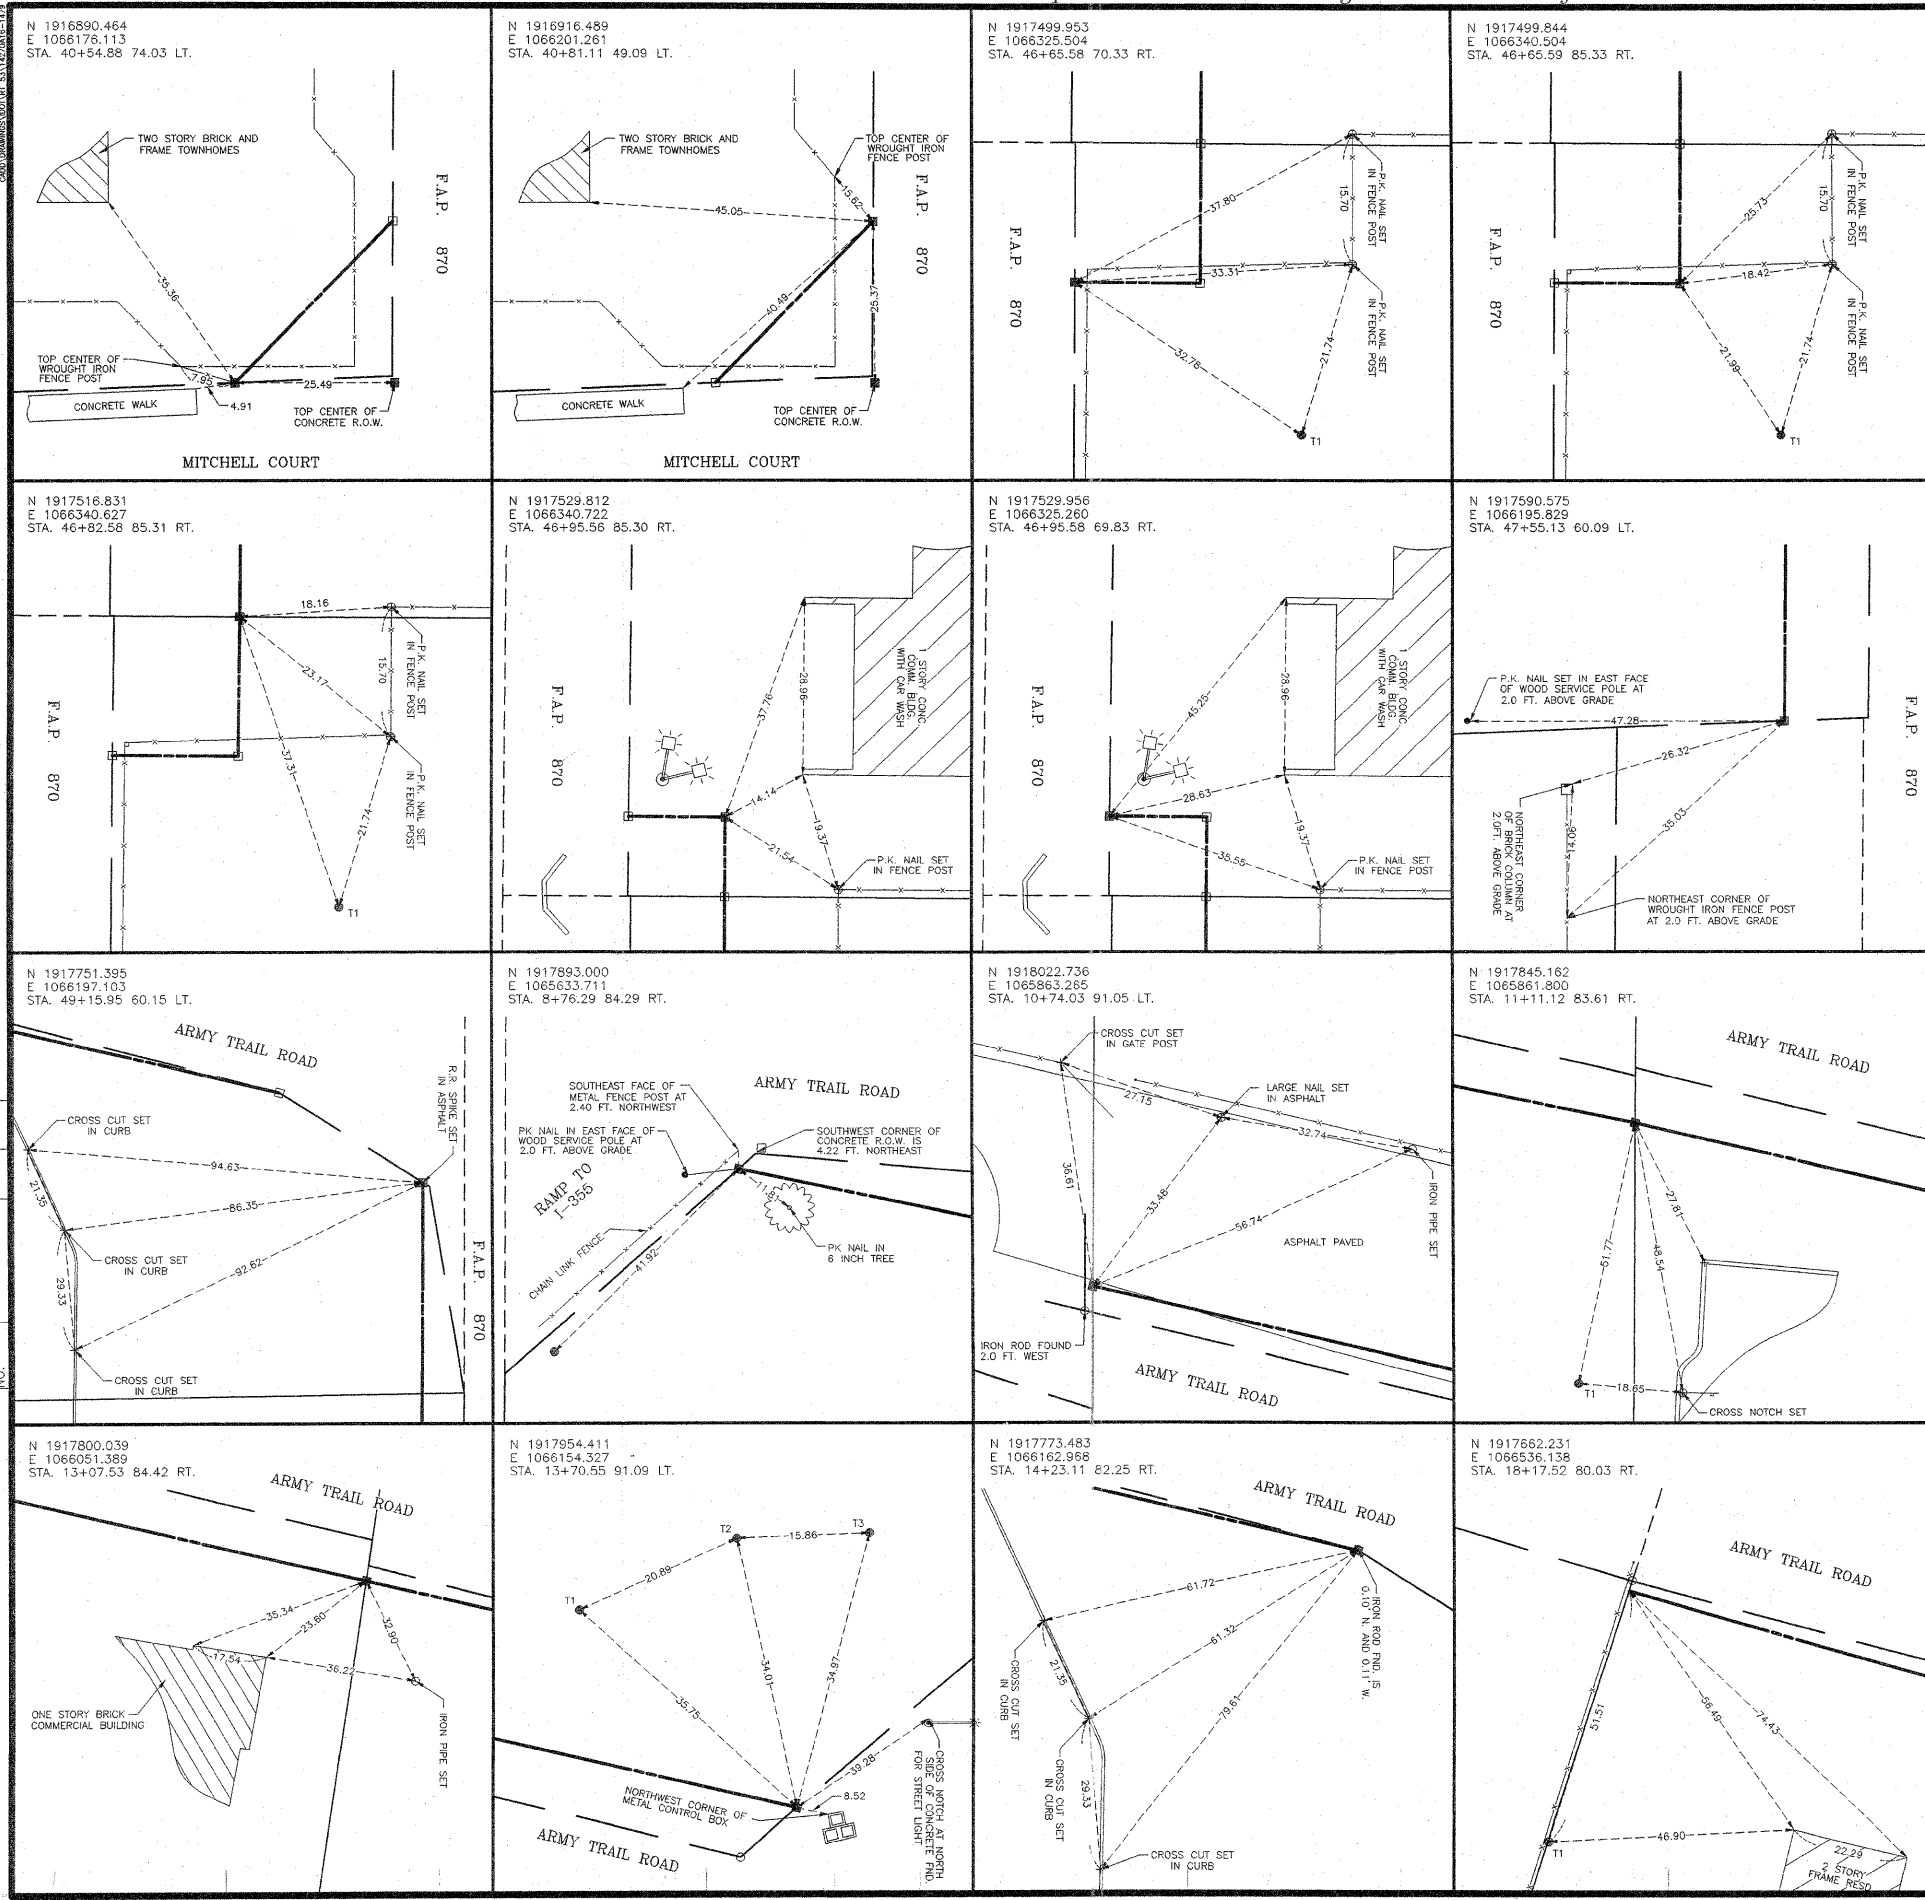 N 1916890.464
E 1066176.113
STA. 40+54.88 74.03 LT.
TWO STORY BRICK AND
FRAME TOWNHOMES
F.A.P. 870
35.36
TOP CENTER OF
WROUGHT IRON
FENCE POST
7.95
25.49
4.91
CONCRETE WALK
TOP CENTER OF
CONCRETE R.O.W.
MITCHELL COURT
N 1916916.489
E 1066201.261
STA. 40+81.11 49.09 LT.
TWO STORY BRICK AND
FRAME TOWNHOMES
TOP CENTER OF
WROUGHT IRON
FENCE POST
15.62
45.05
F.A.P. 870
40.49
26.37
CONCRETE WALK
TOP CENTER OF
CONCRETE R.O.W.
MITCHELL COURT
N 1917499.953
E 1066325.504
STA. 46+65.58 70.33 RT.
37.80
P.K. NAIL SET
IN FENCE POST
15.70
F.A.P. 870
33.31
P.K. NAIL SET
IN FENCE POST
32.78
21.74
T1
N 1917499.844
E 1066340.504
STA. 46+65.59 85.33 RT.
25.73
P.K. NAIL SET
IN FENCE POST
15.70
F.A.P. 870
18.42
P.K. NAIL SET
IN FENCE POST
21.99
21.74
T1
N 1917516.831
E 1066340.627
STA. 46+82.58 85.31 RT.
18.16
P.K. NAIL SET
IN FENCE POST
23.17
15.70
F.A.P. 870
37.31
P.K. NAIL SET
IN FENCE POST
21.74
T1
N 1917529.812
E 1066340.722
STA. 46+95.56 85.30 RT.
F.A.P. 870
37.76
28.96
1 STORY CONC.
COMM. BLDG.
WITH CAR WASH
14.14
19.37
21.54
P.K. NAIL SET
IN FENCE POST
N 1917529.956
E 1066325.260
STA. 46+95.58 69.83 RT.
F.A.P. 870
45.25
28.96
1 STORY CONC.
COMM. BLDG.
WITH CAR WASH
28.63
19.37
35.55
P.K. NAIL SET
IN FENCE POST
N 1917590.575
E 1066195.829
STA. 47+55.13 60.09 LT.
P.K. NAIL SET IN EAST FACE
OF WOOD SERVICE POLE AT
2.0 FT. ABOVE GRADE
47.28
26.32
F.A.P. 870
14.06
35.03
NORTHEAST CORNER
OF BRICK COLUMN AT
2.0FT. ABOVE GRADE
NORTHEAST CORNER OF
WROUGHT IRON FENCE POST
AT 2.0 FT. ABOVE GRADE
N 1917751.395
E 1066197.103
STA. 49+15.95 60.15 LT.
ARMY TRAIL ROAD
R.R. SPIKE SET
IN ASPHALT
CROSS CUT SET
IN CURB
94.63
21.35
86.35
CROSS CUT SET
IN CURB
92.62
29.33
F.A.P. 870
CROSS CUT SET
IN CURB
N 1917893.000
E 1065633.711
STA. 8+76.29 84.29 RT.
SOUTHEAST FACE OF
METAL FENCE POST AT
2.40 FT. NORTHWEST
ARMY TRAIL ROAD
PK NAIL IN EAST FACE OF
WOOD SERVICE POLE AT
2.0 FT. ABOVE GRADE
SOUTHWEST CORNER OF
CONCRETE R.O.W. IS
4.22 FT. NORTHEAST
RAMP TO
I-355
11.81
CHAIN LINK FENCE
41.92
PK NAIL IN
6 INCH TREE
N 1918022.736
E 1065863.265
STA. 10+74.03 91.05 LT.
CROSS CUT SET
IN GATE POST
LARGE NAIL SET
IN ASPHALT
27.15
32.74
36.61
33.48
56.74
IRON PIPE SET
ASPHALT PAVED
IRON ROD FOUND
2.0 FT. WEST
ARMY TRAIL ROAD
N 1917845.162
E 1065861.800
STA. 11+11.12 83.61 RT.
ARMY TRAIL ROAD
27.81
51.77
48.54
18.65
T1
CROSS NOTCH SET
N 1917800.039
E 1066051.389
STA. 13+07.53 84.42 RT.
ARMY TRAIL ROAD
35.34
23.60
32.90
17.54
36.22
ONE STORY BRICK
COMMERCIAL BUILDING
IRON PIPE SET
N 1917954.411
E 1066154.327
STA. 13+70.55 91.09 LT.
T2
15.86
T3
20.89
T1
34.01
34.97
35.75
39.28
8.52
NORTHWEST CORNER OF
METAL CONTROL BOX
CROSS NOTCH AT NORTH
SIDE OF CONCRETE FND.
FOR STREET LIGHT
ARMY TRAIL ROAD
N 1917773.483
E 1066162.968
STA. 14+23.11 82.25 RT.
ARMY TRAIL ROAD
61.72
IRON ROD FND. IS
0.10' N. AND 0.11' W.
21.35
61.32
CROSS CUT SET
IN CURB
79.61
CROSS CUT SET
IN CURB
29.33
CROSS CUT SET
IN CURB
N 1917662.231
E 1066536.138
STA. 18+17.52 80.03 RT.
ARMY TRAIL ROAD
51.51
56.49
74.43
46.90
T1
22.29
2 STORY
FRAME RESD